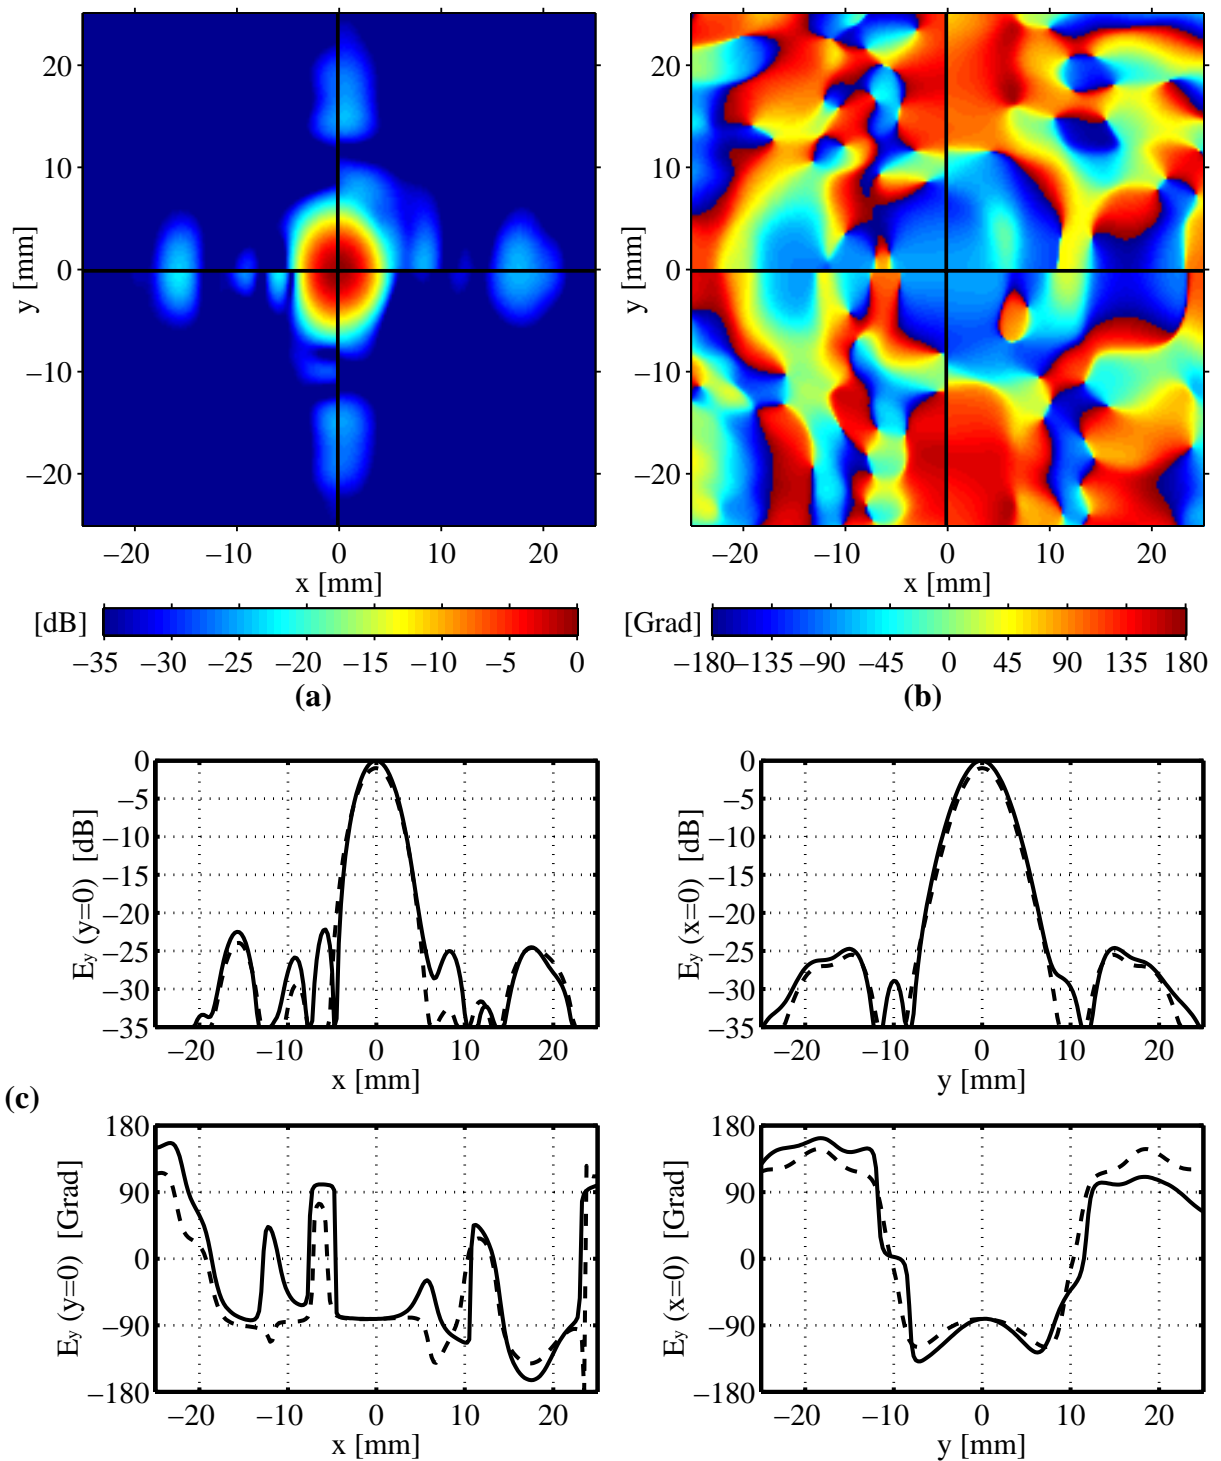 20
10
0
−10
−20
y [mm]
−20 −10 0 10 20
x [mm]
[dB]
−35 −30 −25 −20 −15 −10 −5 0
(a)
20
10
0
−10
−20
y [mm]
−20 −10 0 10 20
x [mm]
[Grad]
−180 −135 −90 −45 0 45 90 135 180
(b)
0
−5
−10
−15
−20
−25
−30
−35
Ey (y=0) [dB]
−20 −10 0 10 20
x [mm]
0
−5
−10
−15
−20
−25
−30
−35
Ey (x=0) [dB]
−20 −10 0 10 20
y [mm]
(c)
180
90
0
−90
−180
Ey (y=0) [Grad]
−20 −10 0 10 20
x [mm]
180
90
0
−90
−180
Ey (x=0) [Grad]
−20 −10 0 10 20
y [mm]